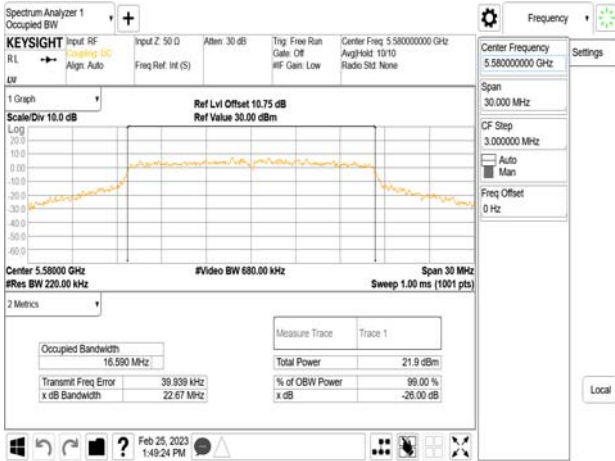 Spectrum Analyzer 1
Occupied BW
Frequency
KEYSIGHT
Input: RF
Coupling: DC
Align: Auto
Input Z: 50 Ω
Freq Ref: Int (S)
Atten: 30 dB
Trig: Free Run
Gate: Off
#IF Gain: Low
Center Freq: 5.580000000 GHz
Avg|Hold: 10/10
Radio Std: None
RL
LXI
Center Frequency
5.580000000 GHz
Settings
Span
30.000 MHz
CF Step
3.000000 MHz
Auto
Man
Freq Offset
0 Hz
Local
1 Graph
Scale/Div 10.0 dB
Ref Lvl Offset 10.75 dB
Ref Value 30.00 dBm
Log
20.0
10.0
0.00
-10.0
-20.0
-30.0
-40.0
-50.0
-60.0
Center 5.58000 GHz
#Res BW 220.00 kHz
#Video BW 680.00 kHz
Span 30 MHz
Sweep 1.00 ms (1001 pts)
2 Metrics
Measure Trace
Trace 1
Occupied Bandwidth
16.590 MHz
Total Power
21.9 dBm
Transmit Freq Error
39.939 kHz
% of OBW Power
99.00 %
x dB Bandwidth
22.67 MHz
x dB
-26.00 dB
?
Feb 25, 2023
1:49:24 PM